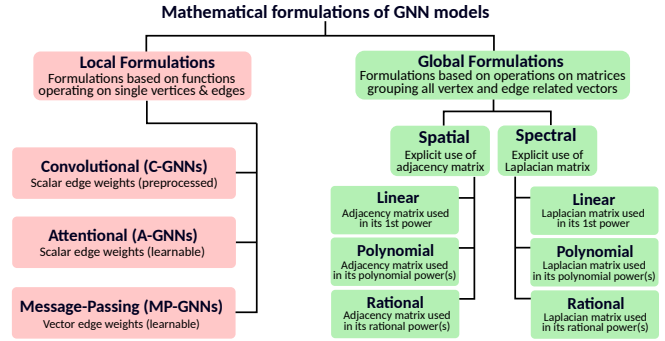 Mathematical formulations of GNN models
Local Formulations
Formulations based on functions
operating on single vertices & edges
Convolutional (C-GNNs)
Scalar edge weights (preprocessed)
Attentional (A-GNNs)
Scalar edge weights (learnable)
Message-Passing (MP-GNNs)
Vector edge weights (learnable)
Global Formulations
Formulations based on operations on matrices
grouping all vertex and edge related vectors
Spatial
Explicit use of
adjacency matrix
Linear
Adjacency matrix used
in its 1st power
Polynomial
Adjacency matrix used
in its polynomial power(s)
Rational
Adjacency matrix used
in its rational power(s)
Spectral
Explicit use of
Laplacian matrix
Linear
Laplacian matrix used
in its 1st power
Polynomial
Laplacian matrix used
in its polynomial power(s)
Rational
Laplacian matrix used
in its rational power(s)